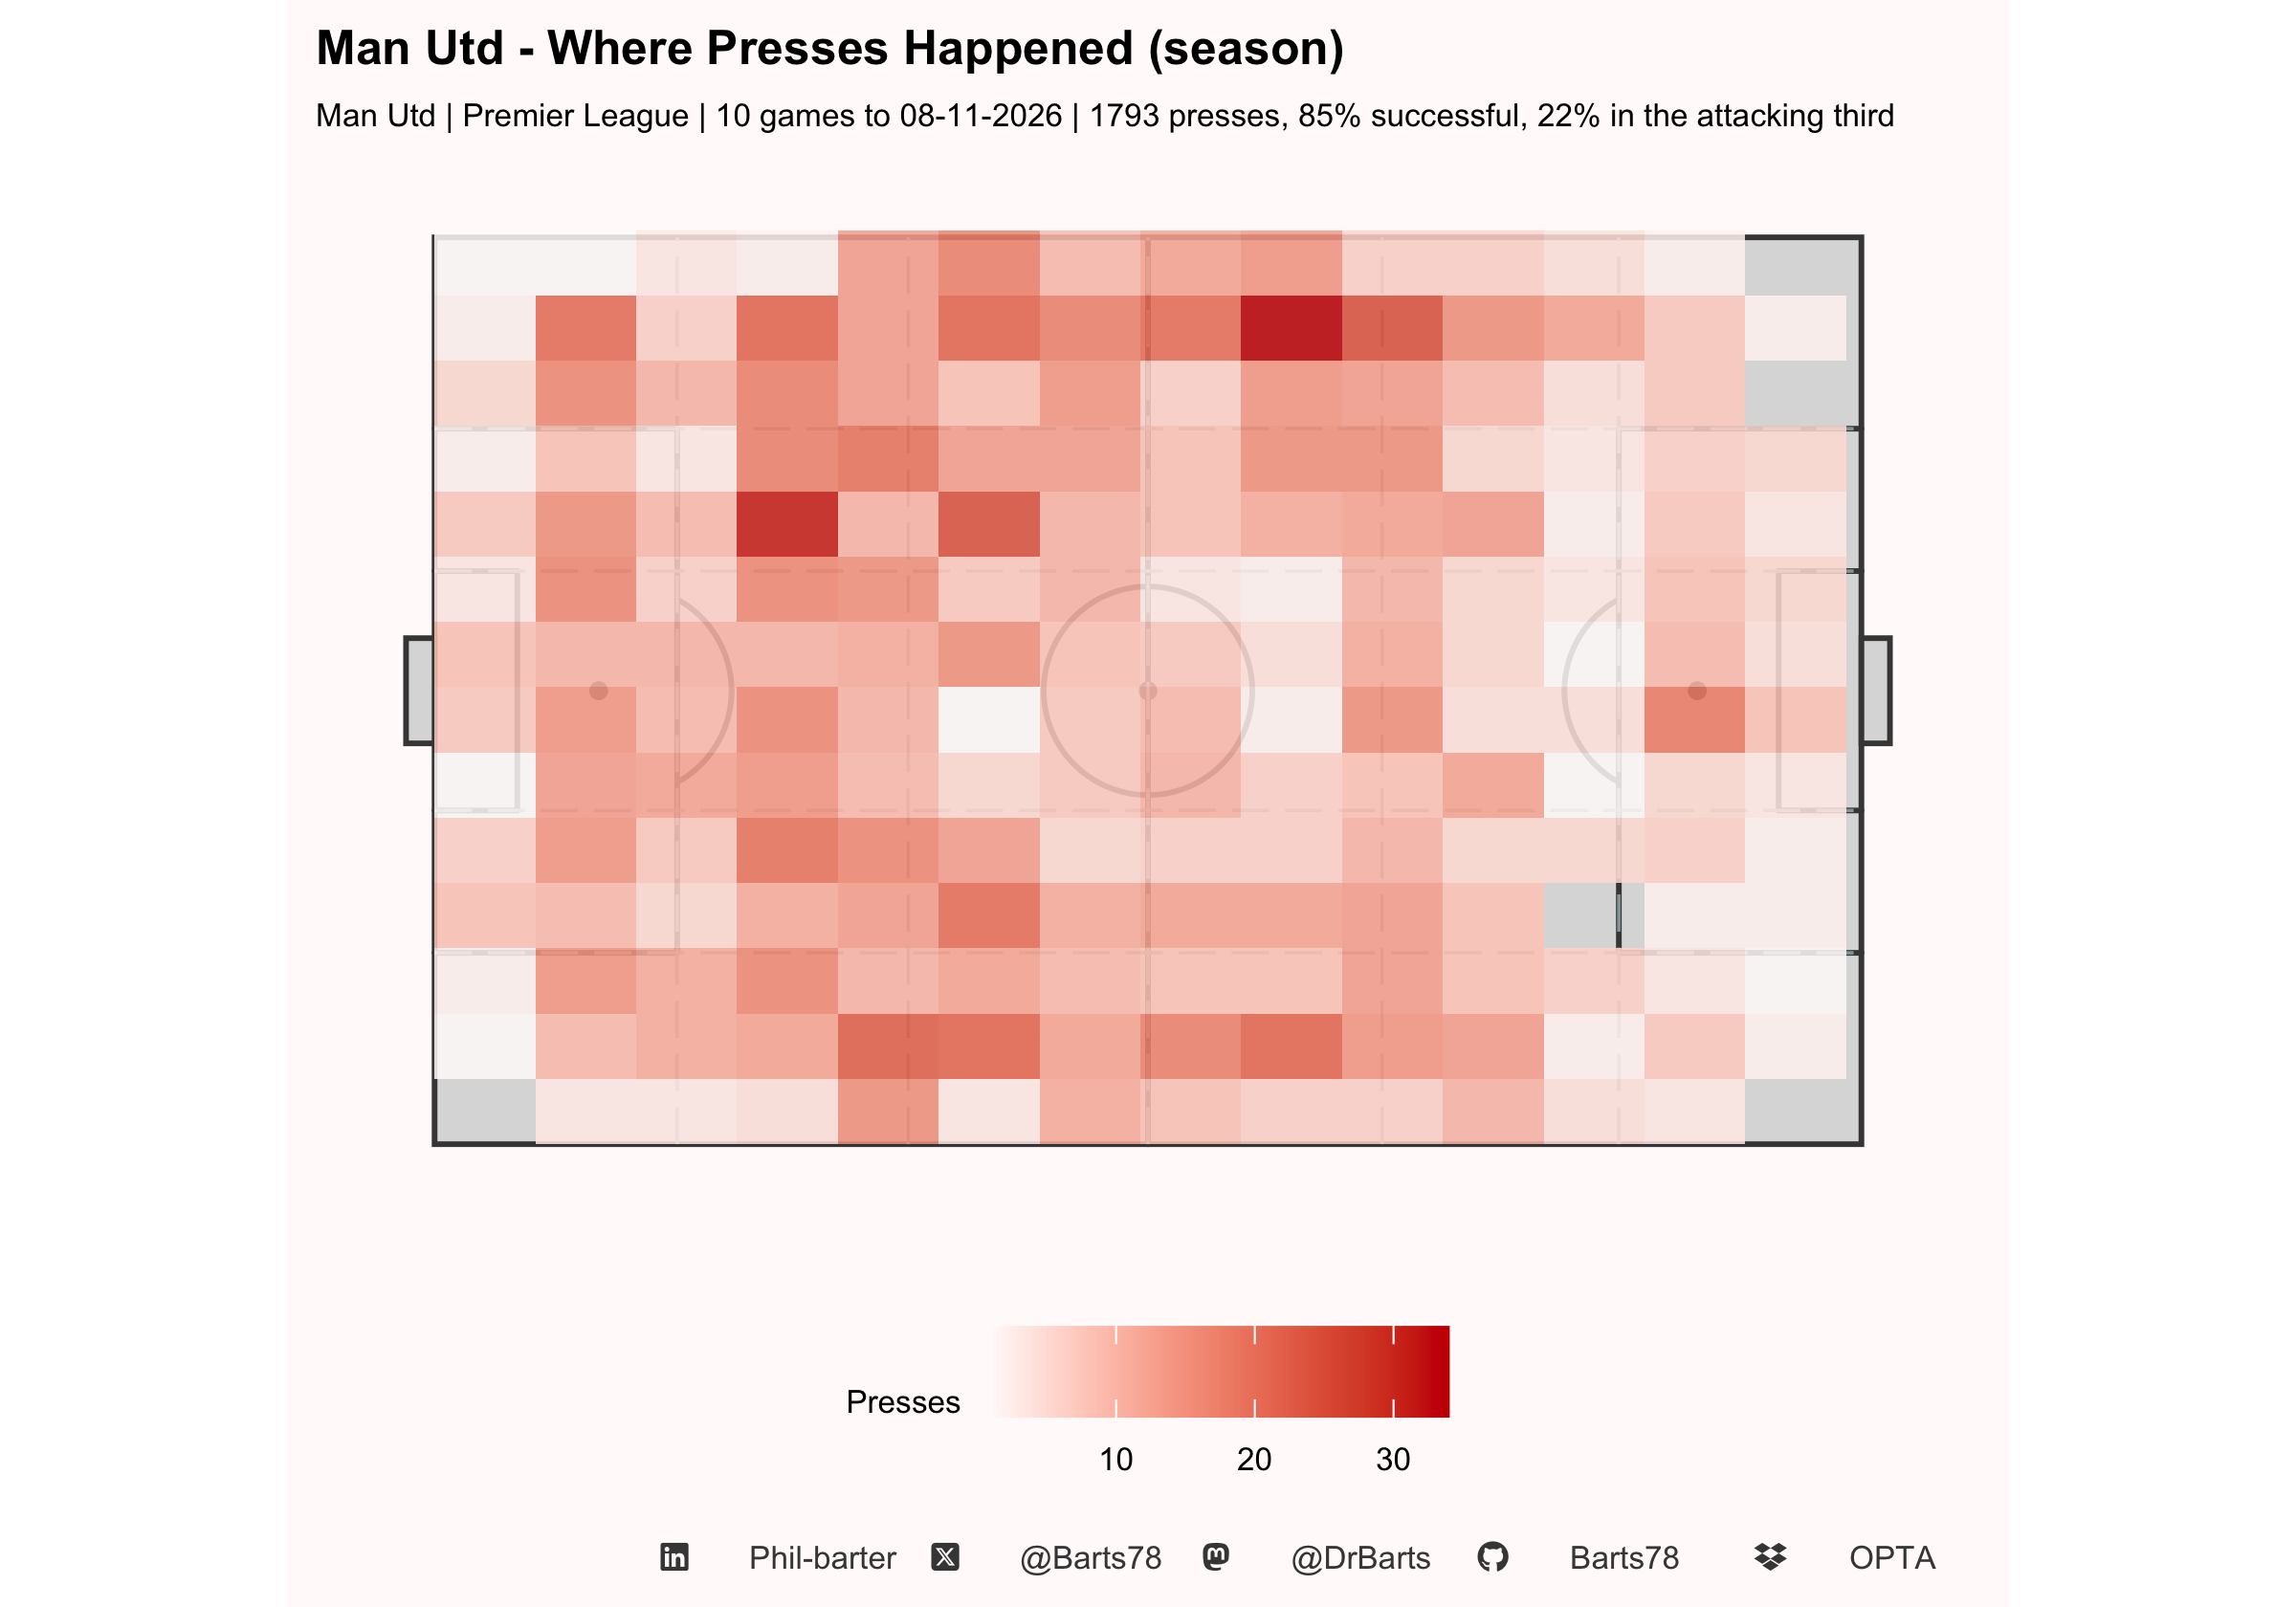 Man Utd - Where Presses Happened (season)
Man Utd | Premier League | 10 games to 08-11-2026 | 1793 presses, 85% successful, 22% in the attacking third
Presses
10 20 30
Phil-barter @Barts78 @DrBarts Barts78 OPTA